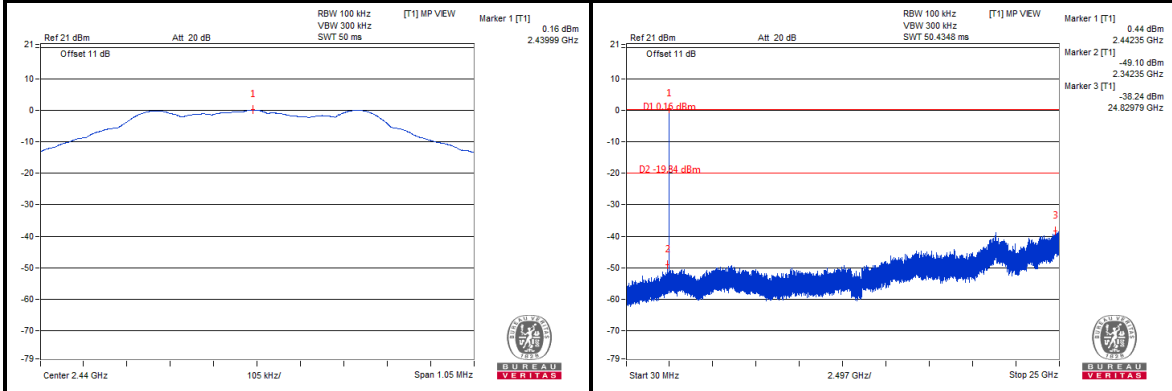 RBW 100 kHz [T1] MP VIEW
VBW 300 kHz
Ref 21 dBm Att 20 dB SWT 50 ms
Marker 1 [T1]
0.16 dBm
2.43999 GHz
21
Offset 11 dB
10
0
-10
-20
-30
-40
-50
-60
-70
-79
1
Center 2.44 GHz 105 kHz/ Span 1.05 MHz
BUREAU VERITAS
1828
BUREAU
VERITAS
RBW 100 kHz [T1] MP VIEW
VBW 300 kHz
Ref 21 dBm Att 20 dB SWT 50.4348 ms
Marker 1 [T1]
0.44 dBm
2.44235 GHz
Marker 2 [T1]
-49.10 dBm
2.34235 GHz
Marker 3 [T1]
-38.24 dBm
24.82979 GHz
21
Offset 11 dB
10
0
-10
-20
-30
-40
-50
-60
-70
-79
1
D1 0.16 dBm
D2 -19.84 dBm
2
3
Start 30 MHz 2.497 GHz/ Stop 25 GHz
BUREAU VERITAS
1828
BUREAU
VERITAS